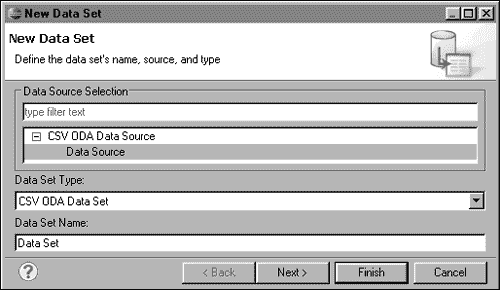 New Data Set
New Data Set
Define the data set's name, source, and type
Data Source Selection
type filter text
CSV ODA Data Source
Data Source
Data Set Type:
CSV ODA Data Set
Data Set Name:
Data Set
? < Back Next > Finish Cancel